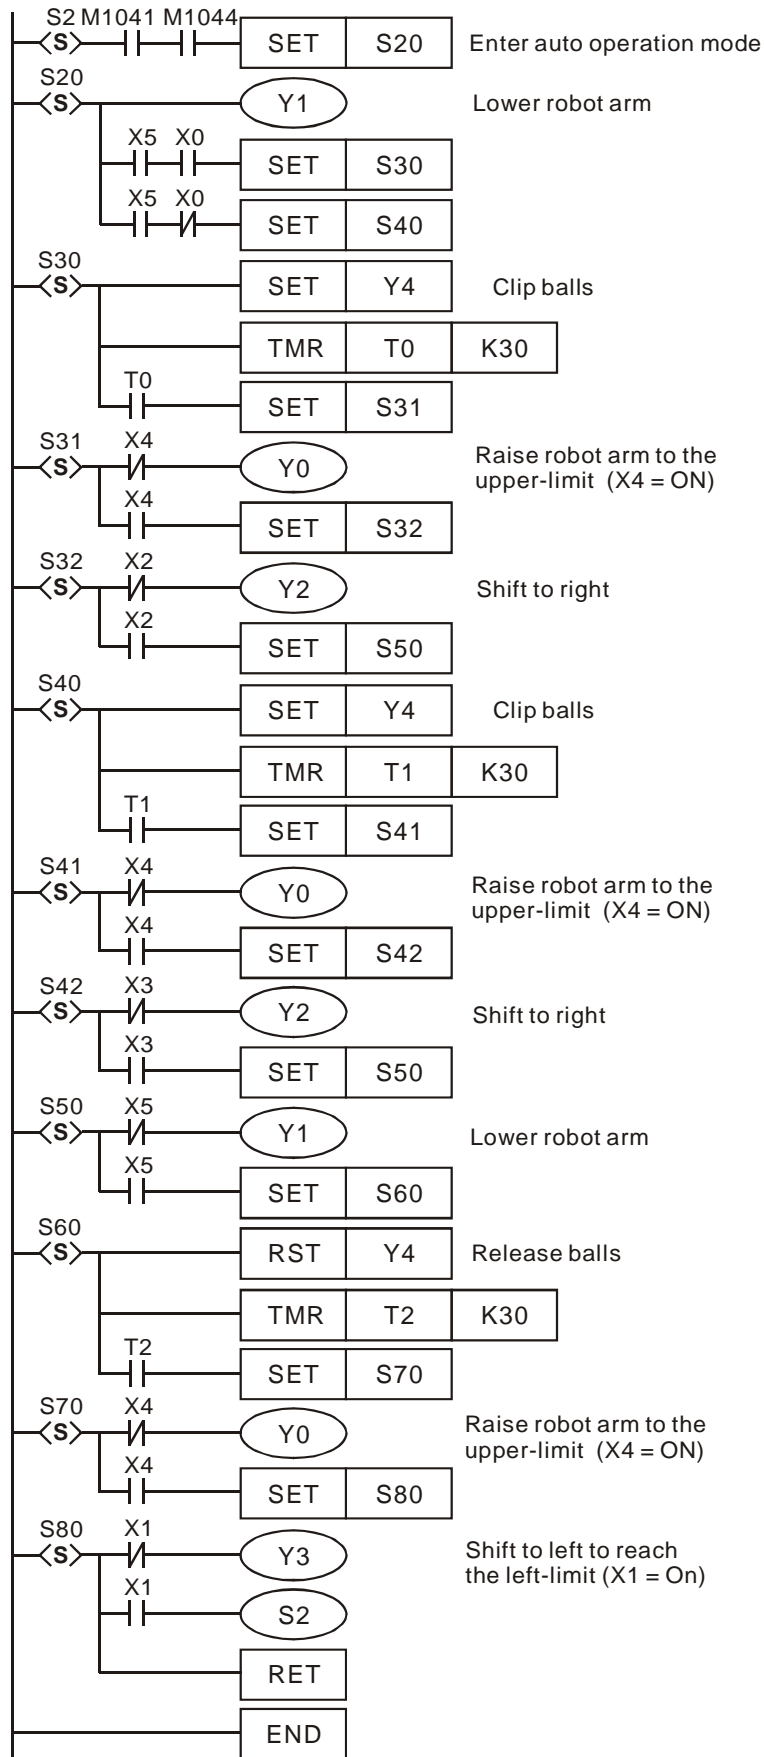 S2 M1041 M1044
S SET S20 Enter auto operation mode
S20
S Y1 Lower robot arm
X5 X0
SET S30
X5 X0
SET S40
S30
S SET Y4 Clip balls
TMR T0 K30
T0
SET S31
S31 X4
S Y0 Raise robot arm to the
upper-limit (X4 = ON)
X4
SET S32
S32 X2
S Y2 Shift to right
X2
SET S50
S40
S SET Y4 Clip balls
TMR T1 K30
T1
SET S41
S41 X4
S Y0 Raise robot arm to the
upper-limit (X4 = ON)
X4
SET S42
S42 X3
S Y2 Shift to right
X3
SET S50
S50 X5
S Y1 Lower robot arm
X5
SET S60
S60
S RST Y4 Release balls
TMR T2 K30
T2
SET S70
S70 X4
S Y0 Raise robot arm to the
upper-limit (X4 = ON)
X4
SET S80
S80 X1
S Y3 Shift to left to reach
the left-limit (X1 = On)
X1
S2
RET
END